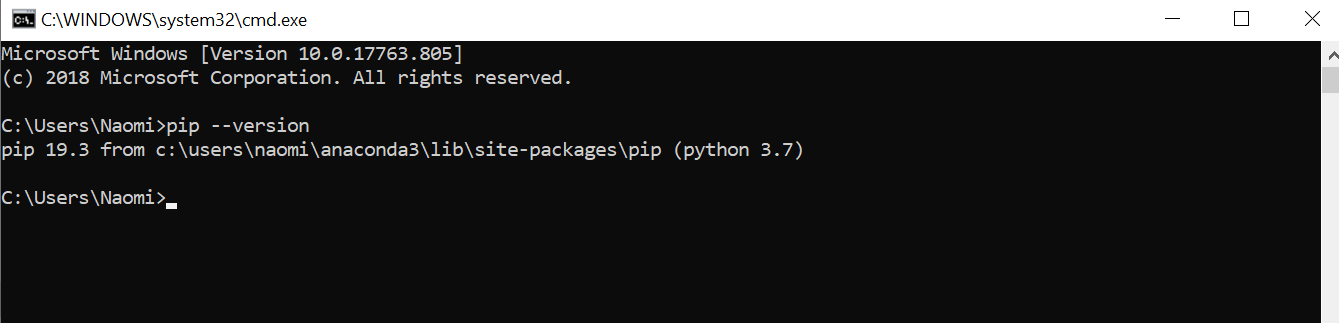 C:\WINDOWS\system32\cmd.exe
Microsoft Windows [Version 10.0.17763.805]
(c) 2018 Microsoft Corporation. All rights reserved.
C:\Users\Naomi>pip --version
pip 19.3 from c:\users\naomi\anaconda3\lib\site-packages\pip (python 3.7)
C:\Users\Naomi>